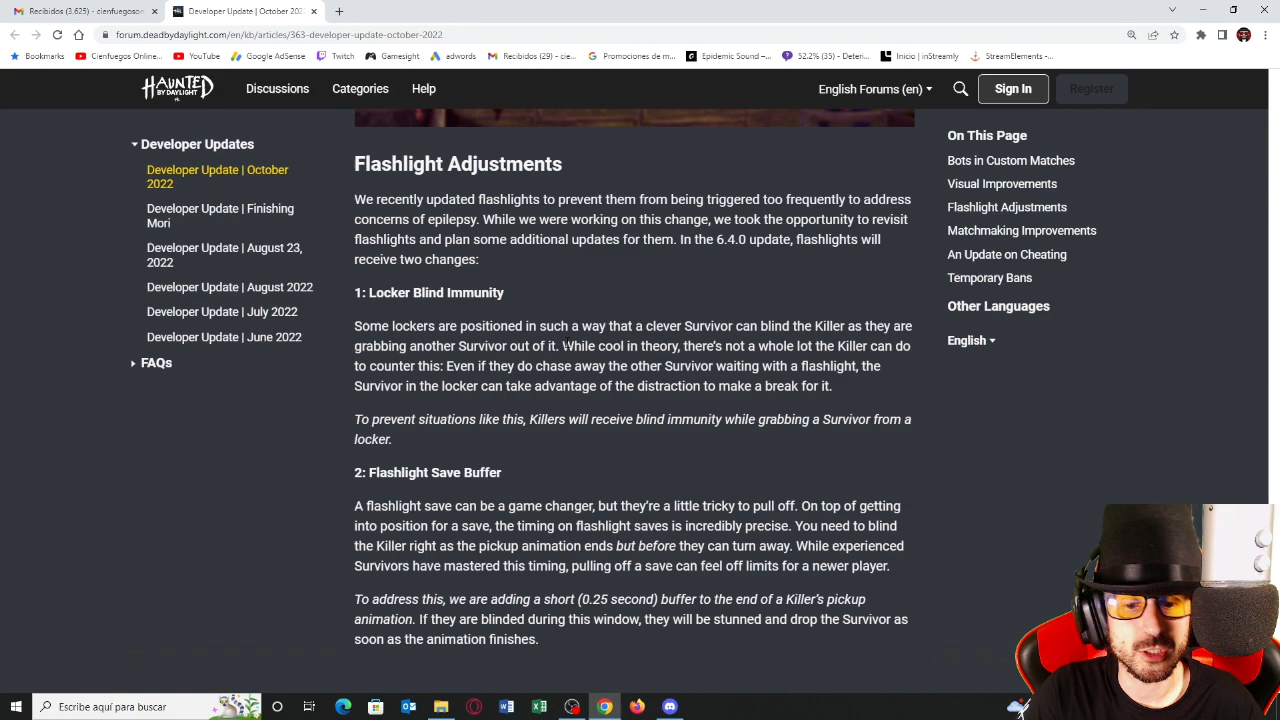 Recibidos (3.625) - cienfuegoson
Developer Update | October 202
forum.deadbydaylight.com/en/kb/articles/363-developer-update-october-2022
Bookmarks
Cienfuegos Online
YouTube
Google AdSense
Twitch
Gamesight
adwords
Recibidos (29) - cie...
Promociones de m...
Epidemic Sound –...
52,2% (35) - Deteri...
Inicio | inStreamly
StreamElements -...
HAUNTED
BY DAYLIGHT
Discussions
Categories
Help
English Forums (en)
Sign In
Register
Developer Updates
Developer Update | October
2022
Developer Update | Finishing
Mori
Developer Update | August 23,
2022
Developer Update | August 2022
Developer Update | July 2022
Developer Update | June 2022
FAQs
Flashlight Adjustments
We recently updated flashlights to prevent them from being triggered too frequently to address
concerns of epilepsy. While we were working on this change, we took the opportunity to revisit
flashlights and plan some additional updates for them. In the 6.4.0 update, flashlights will
receive two changes:
1: Locker Blind Immunity
Some lockers are positioned in such a way that a clever Survivor can blind the Killer as they are
grabbing another Survivor out of it. While cool in theory, there's not a whole lot the Killer can do
to counter this: Even if they do chase away the other Survivor waiting with a flashlight, the
Survivor in the locker can take advantage of the distraction to make a break for it.
To prevent situations like this, Killers will receive blind immunity while grabbing a Survivor from a
locker.
2: Flashlight Save Buffer
A flashlight save can be a game changer, but they're a little tricky to pull off. On top of getting
into position for a save, the timing on flashlight saves is incredibly precise. You need to blind
the Killer right as the pickup animation ends but before they can turn away. While experienced
Survivors have mastered this timing, pulling off a save can feel off limits for a newer player.
To address this, we are adding a short (0.25 second) buffer to the end of a Killer's pickup
animation. If they are blinded during this window, they will be stunned and drop the Survivor as
soon as the animation finishes.
On This Page
Bots in Custom Matches
Visual Improvements
Flashlight Adjustments
Matchmaking Improvements
An Update on Cheating
Temporary Bans
Other Languages
English
Escribe aquí para buscar